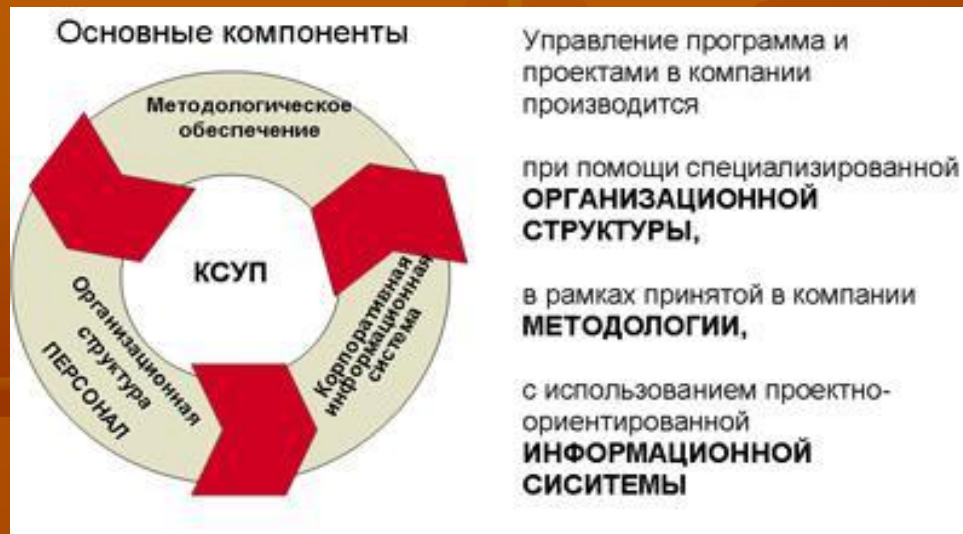 Основные компоненты
Методологическое
обеспечение
КСУП
Организационная
структура
ПЕРСОНАЛ
Корпоративная
информационная
система
Управление программа и
проектами в компании
производится
при помощи специализированной
ОРГАНИЗАЦИОННОЙ
СТРУКТУРЫ,
в рамках принятой в компании
МЕТОДОЛОГИИ,
с использованием проектно-
ориентированной
ИНФОРМАЦИОННОЙ
СИСИТЕМЫ